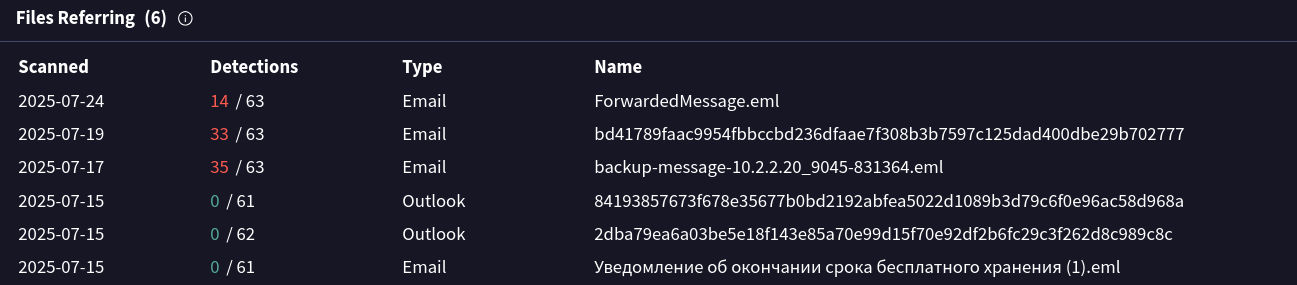 Files Referring (6)
Scanned Detections Type Name
2025-07-24 14 / 63 Email ForwardedMessage.eml
2025-07-19 33 / 63 Email bd41789faac9954fbbccbd236dfaae7f308b3b7597c125dad400dbe29b702777
2025-07-17 35 / 63 Email backup-message-10.2.2.20_9045-831364.eml
2025-07-15 0 / 61 Outlook 84193857673f678e35677b0bd2192abfea5022d1089b3d79c6f0e96ac58d968a
2025-07-15 0 / 62 Outlook 2dba79ea6a03be5e18f143e85a70e99d15f70e92df2b6fc29c3f262d8c989c8c
2025-07-15 0 / 61 Email Уведомление об окончании срока бесплатного хранения (1).eml